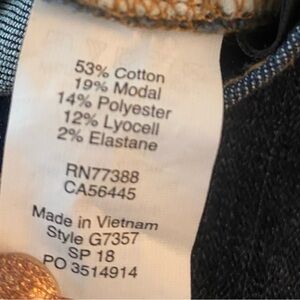 53% Cotton
19% Modal
14% Polyester
12% Lyocell
2% Elastane
RN77388
CA56445
Made in Vietnam
Style G7357
SP 18
PO 3514914